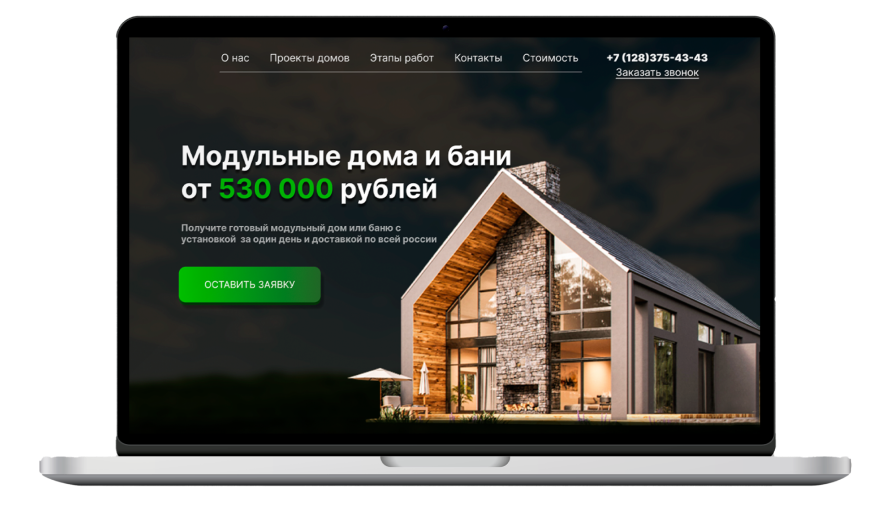 О нас Проекты домов Этапы работ Контакты Стоимость +7 (128)375-43-43
Заказать звонок
Модульные дома и бани
от 530 000 рублей
Получите готовый модульный дом или баню с
установкой за один день и доставкой по всей россии
ОСТАВИТЬ ЗАЯВКУ